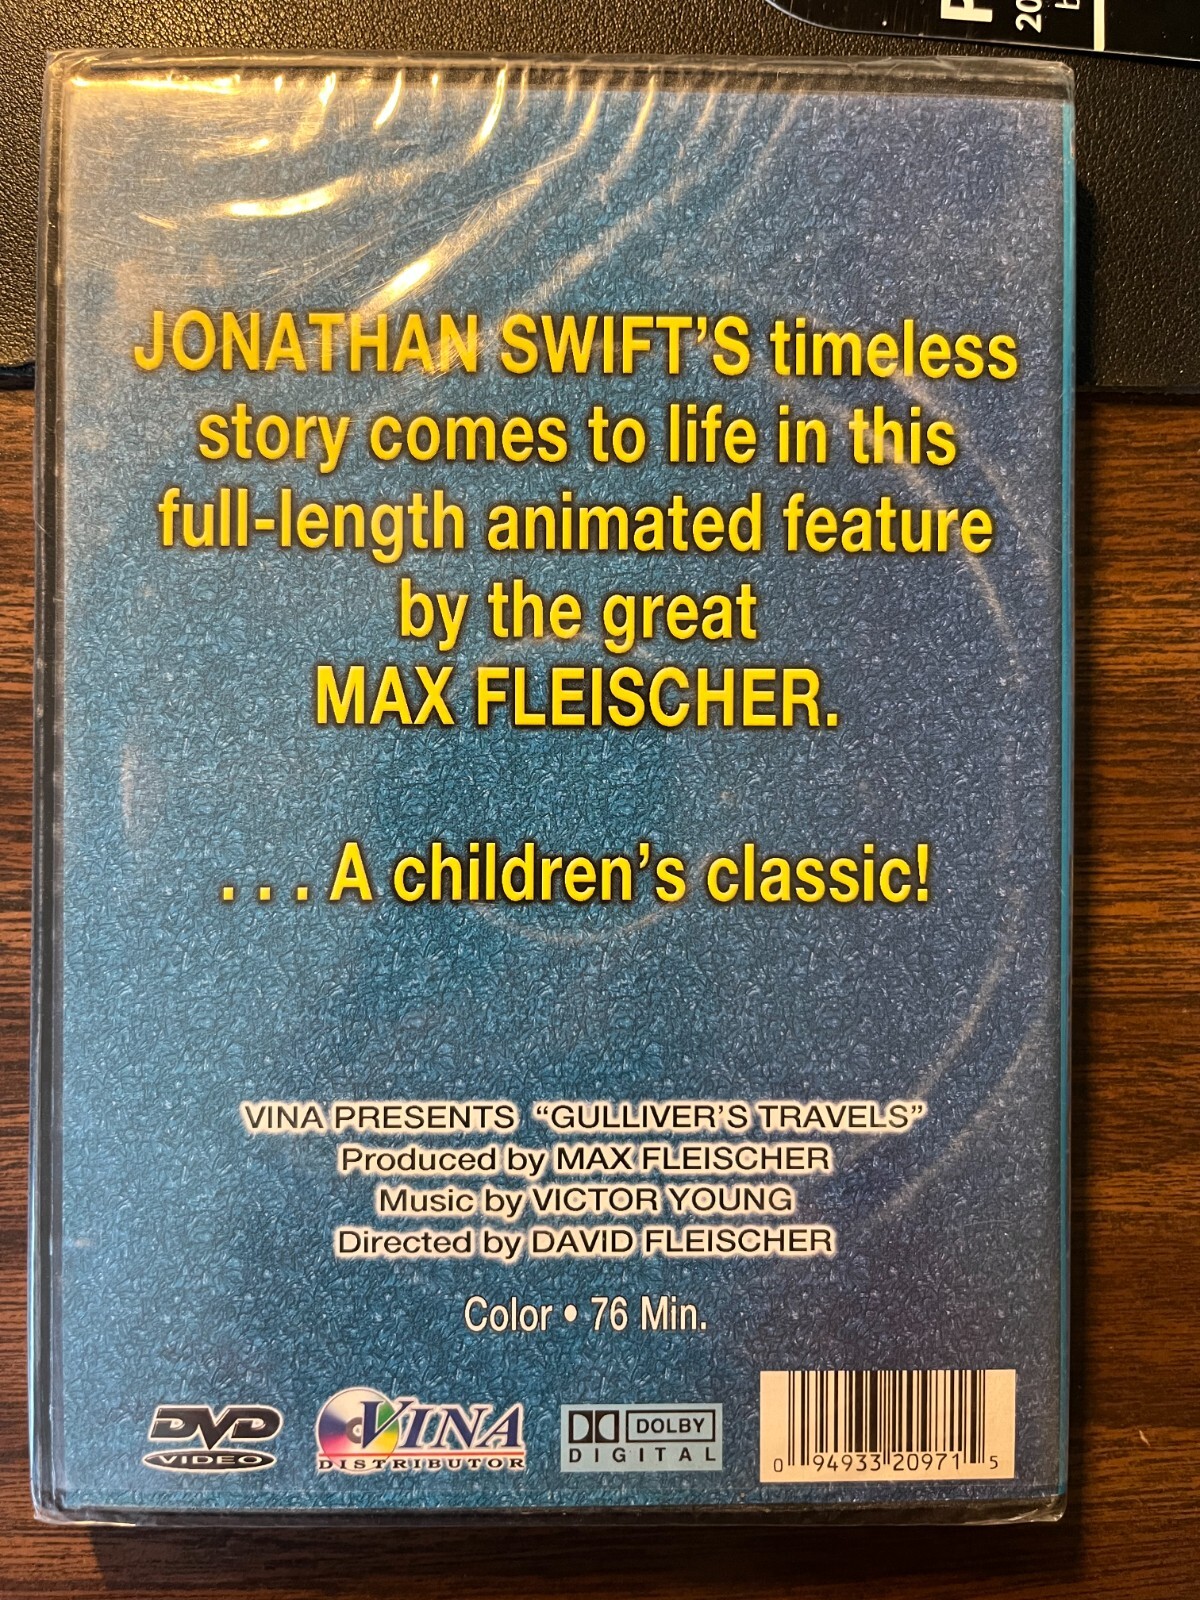 JONATHAN SWIFT'S timeless
story comes to life in this
full-length animated feature
by the great
MAX FLEISCHER.
. . . A children's classic!
VINA PRESENTS "GULLIVER'S TRAVELS"
Produced by MAX FLEISCHER
Music by VICTOR YOUNG
Directed by DAVID FLEISCHER
Color • 76 Min.
DVD
VIDEO
VINA
DISTRIBUTOR
DOLBY
DIGITAL
0 94933 20971 5